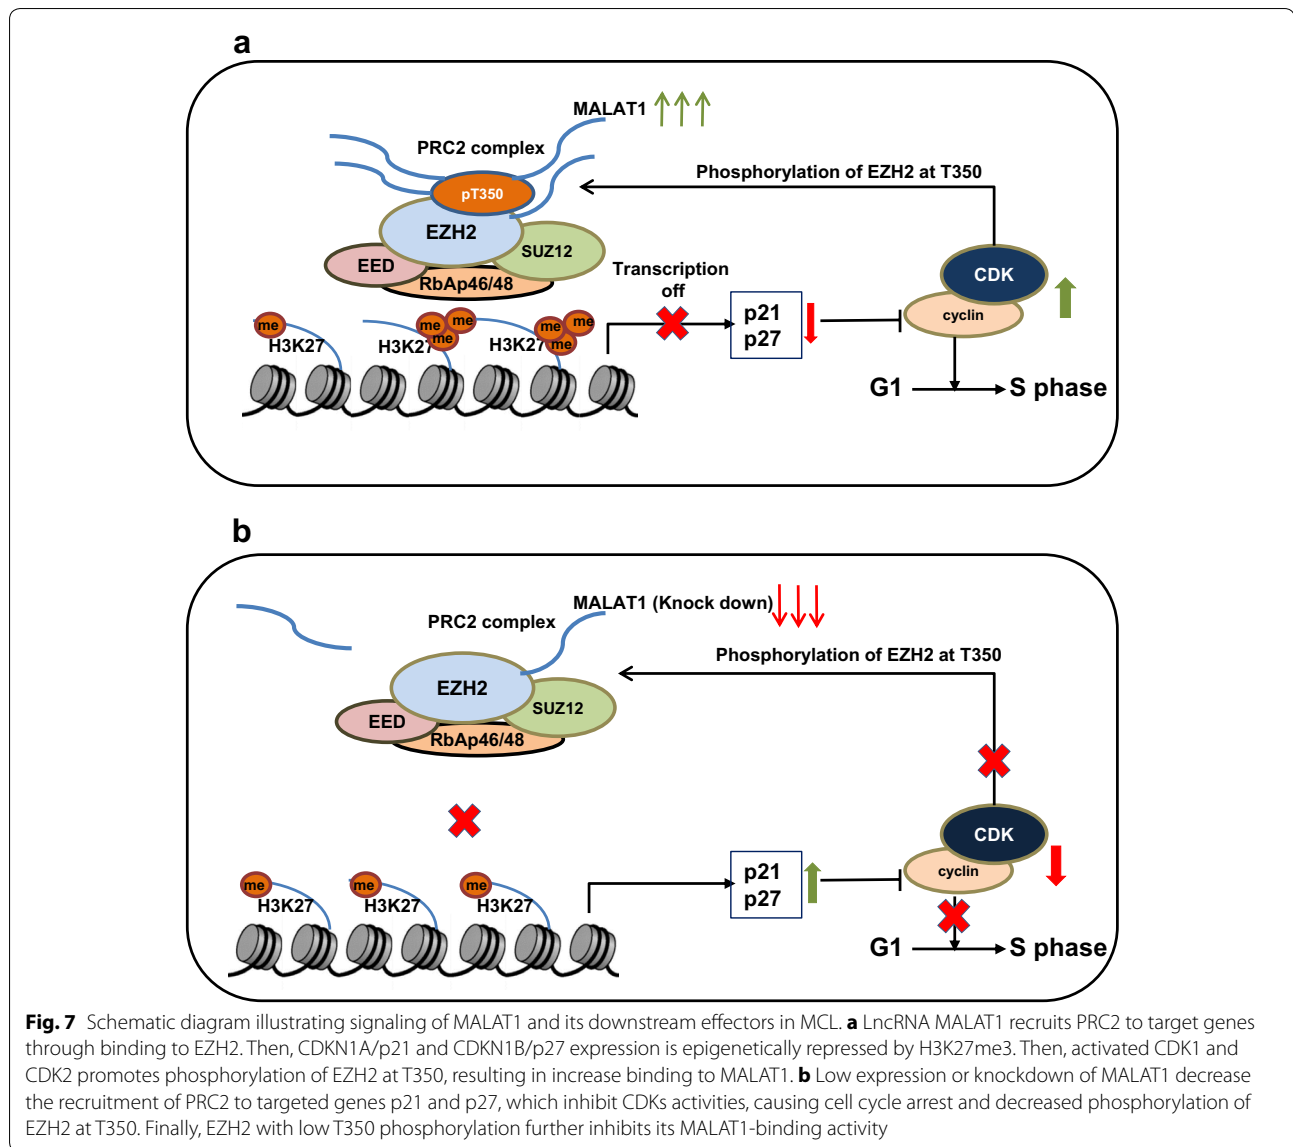 a
MALAT1
PRC2 complex
Phosphorylation of EZH2 at T350
pT350
EZH2
SUZ12
EED
RbAp46/48
Transcription
off
CDK
cyclin
p21
p27
me
H3K27
me
me
me
H3K27
me
me
me
H3K27
G1
S phase
b
MALAT1 (Knock down)
PRC2 complex
Phosphorylation of EZH2 at T350
EZH2
SUZ12
EED
RbAp46/48
CDK
cyclin
p21
p27
me
H3K27
me
H3K27
me
H3K27
G1
S phase
Fig. 7 Schematic diagram illustrating signaling of MALAT1 and its downstream effectors in MCL. a LncRNA MALAT1 recruits PRC2 to target genes
through binding to EZH2. Then, CDKN1A/p21 and CDKN1B/p27 expression is epigenetically repressed by H3K27me3. Then, activated CDK1 and
CDK2 promotes phosphorylation of EZH2 at T350, resulting in increase binding to MALAT1. b Low expression or knockdown of MALAT1 decrease
the recruitment of PRC2 to targeted genes p21 and p27, which inhibit CDKs activities, causing cell cycle arrest and decreased phosphorylation of
EZH2 at T350. Finally, EZH2 with low T350 phosphorylation further inhibits its MALAT1-binding activity